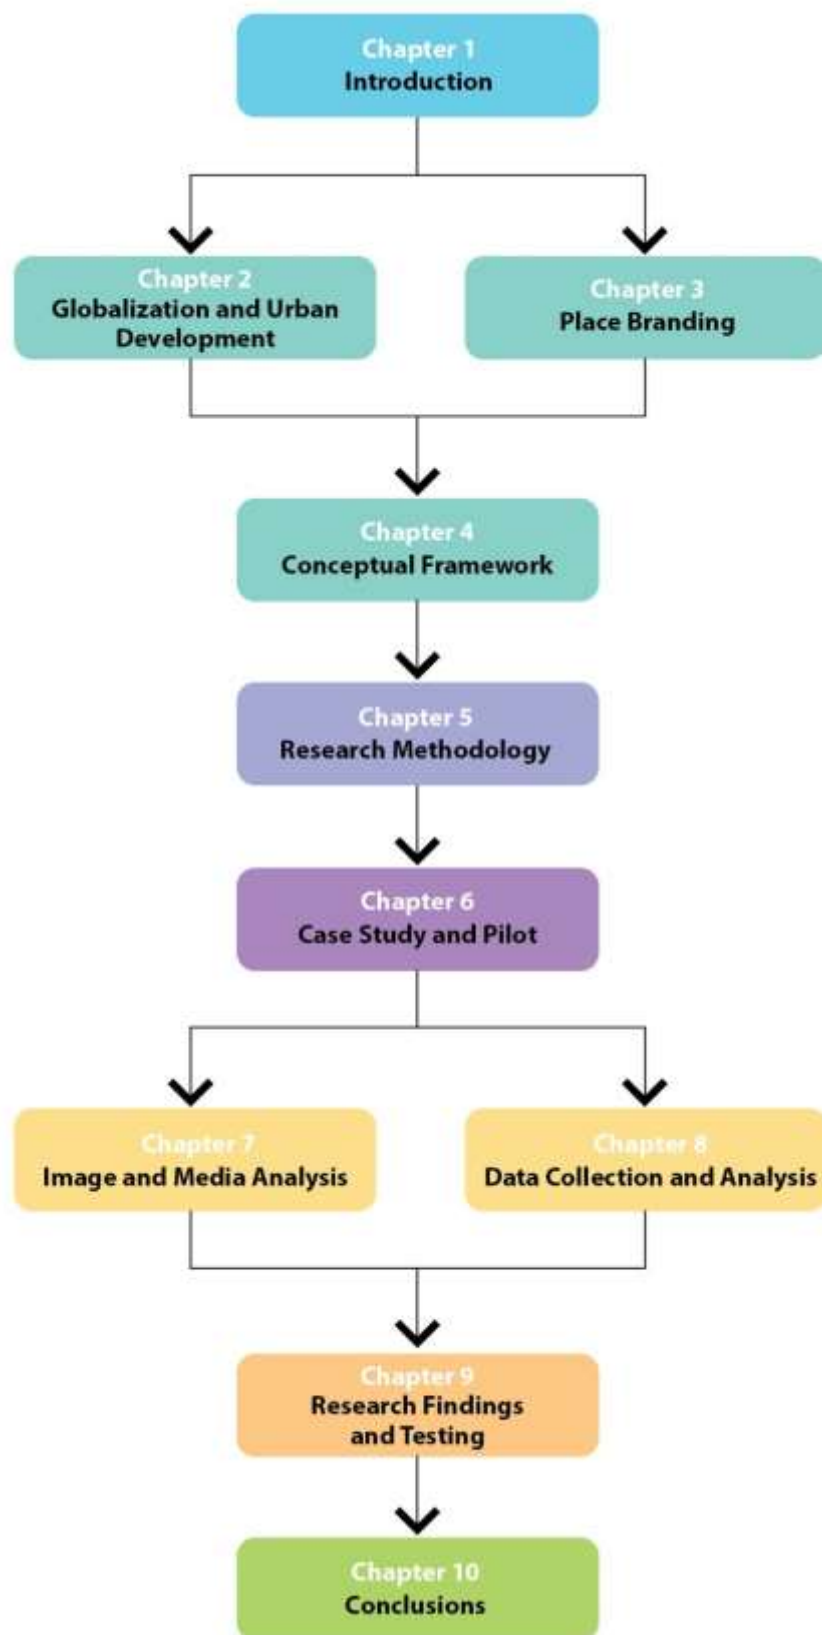 Chapter 1
Introduction
Chapter 2
Globalization and Urban
Development
Chapter 3
Place Branding
Chapter 4
Conceptual Framework
Chapter 5
Research Methodology
Chapter 6
Case Study and Pilot
Chapter 7
Image and Media Analysis
Chapter 8
Data Collection and Analysis
Chapter 9
Research Findings
and Testing
Chapter 10
Conclusions